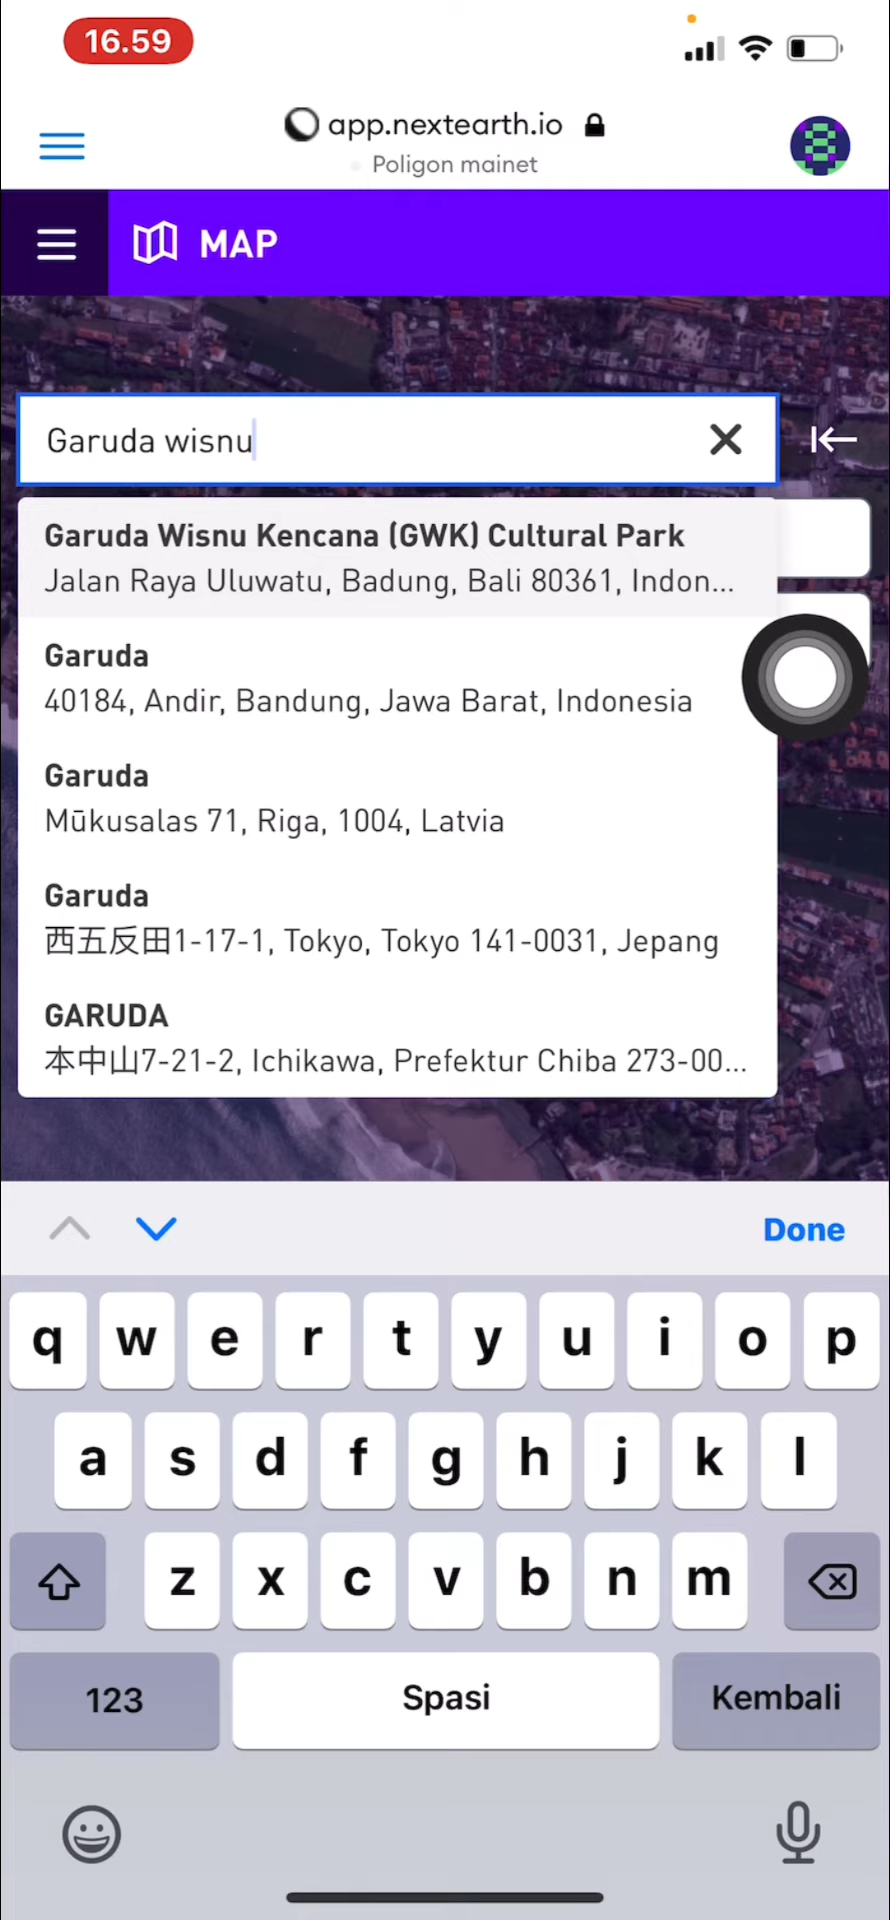 16.59
app.nextearth.io
Poligon mainet
MAP
Garuda wisnu
Garuda Wisnu Kencana (GWK) Cultural Park
Jalan Raya Uluwatu, Badung, Bali 80361, Indon...
Garuda
40184, Andir, Bandung, Jawa Barat, Indonesia
Garuda
Mūkusalas 71, Riga, 1004, Latvia
Garuda
西五反田1-17-1, Tokyo, Tokyo 141-0031, Jepang
GARUDA
本中山7-21-2, Ichikawa, Prefektur Chiba 273-00...
Done
q w e r t y u i o p
a s d f g h j k l
z x c v b n m
123 Spasi Kembali